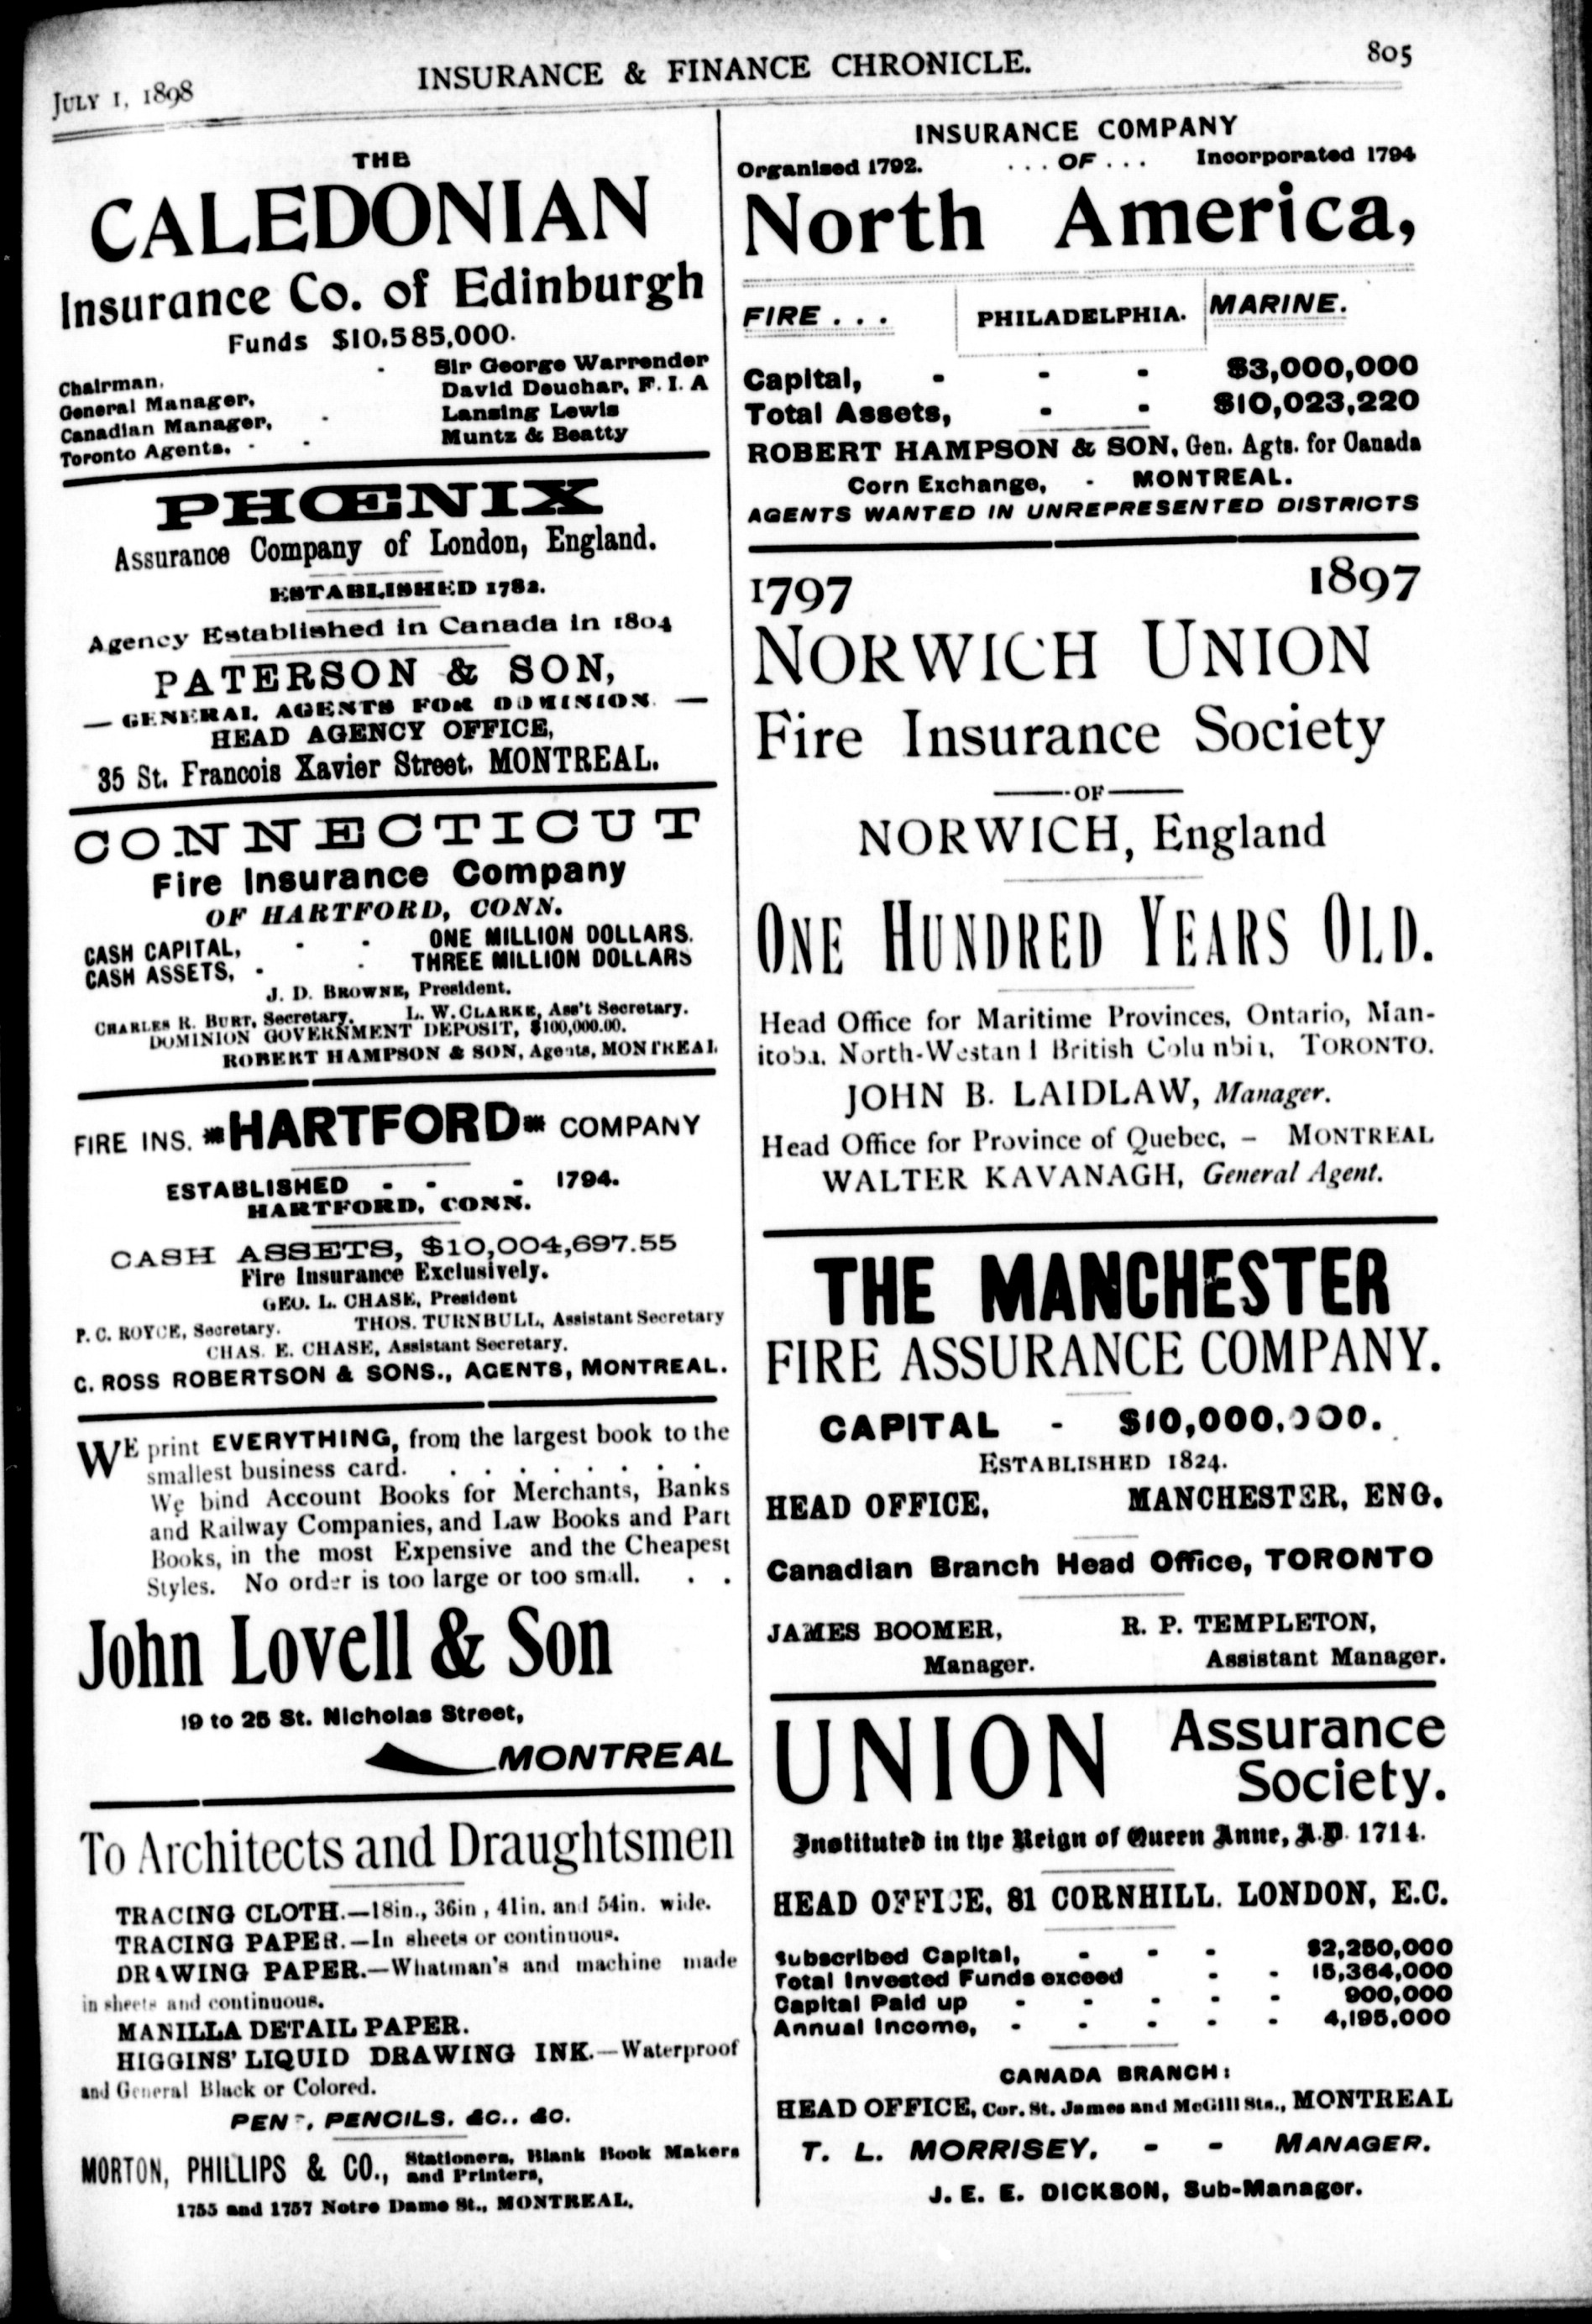 JULY 1, 1898
INSURANCE & FINANCE CHRONICLE.
805
THE
CALEDONIAN
Insurance Co. of Edinburgh
Funds $10,585,000.
Chairman, - Sir George Warrender
General Manager, David Deuchar, F. I. A
Canadian Manager, - Lansing Lewis
Toronto Agents, - - Muntz & Beatty
PHŒNIX
Assurance Company of London, England.
ESTABLISHED 1782.
Agency Established in Canada in 1804
PATERSON & SON,
— GENERAL AGENTS FOR DOMINION —
HEAD AGENCY OFFICE,
35 St. Francois Xavier Street, MONTREAL.
CONNECTICUT
Fire Insurance Company
OF HARTFORD, CONN.
CASH CAPITAL, - - ONE MILLION DOLLARS.
CASH ASSETS, - - THREE MILLION DOLLARS
J. D. BROWNE, President.
CHARLES R. BURT, Secretary. L. W. CLARKE, Ass't Secretary.
DOMINION GOVERNMENT DEPOSIT, $100,000.00.
ROBERT HAMPSON & SON, Agents, MONTREAL
FIRE INS. HARTFORD COMPANY
ESTABLISHED - - - 1794.
HARTFORD, CONN.
CASH ASSETS, $10,004,697.55
Fire Insurance Exclusively.
GEO. L. CHASE, President
P. C. ROYCE, Secretary. THOS. TURNBULL, Assistant Secretary
CHAS. E. CHASE, Assistant Secretary.
C. ROSS ROBERTSON & SONS., AGENTS, MONTREAL.
WE print EVERYTHING, from the largest book to the
smallest business card. . . . . . . . .
We bind Account Books for Merchants, Banks
and Railway Companies, and Law Books and Part
Books, in the most Expensive and the Cheapest
Styles. No order is too large or too small. . .
John Lovell & Son
19 to 25 St. Nicholas Street,
MONTREAL
To Architects and Draughtsmen
TRACING CLOTH.—18in., 36in, 41in. and 54in. wide.
TRACING PAPER.—In sheets or continuous.
DRAWING PAPER.—Whatman's and machine made
in sheets and continuous.
MANILLA DETAIL PAPER.
HIGGINS' LIQUID DRAWING INK.—Waterproof
and General Black or Colored.
PENS, PENCILS, &C., &C.
MORTON, PHILLIPS & CO., Stationers, Blank Book Makers
and Printers,
1755 and 1757 Notre Dame St., MONTREAL.
INSURANCE COMPANY
Organised 1792. ... OF ... Incorporated 1794
North America,
FIRE . . . PHILADELPHIA. MARINE.
Capital, - - - $3,000,000
Total Assets, - - $10,023,220
ROBERT HAMPSON & SON, Gen. Agts. for Canada
Corn Exchange, - MONTREAL.
AGENTS WANTED IN UNREPRESENTED DISTRICTS
1797 1897
NORWICH UNION
Fire Insurance Society
—OF—
NORWICH, England
ONE HUNDRED YEARS OLD.
Head Office for Maritime Provinces, Ontario, Man-
itoba, North-West and British Columbia, TORONTO.
JOHN B. LAIDLAW, Manager.
Head Office for Province of Quebec, – MONTREAL
WALTER KAVANAGH, General Agent.
THE MANCHESTER
FIRE ASSURANCE COMPANY.
CAPITAL - $10,000,000.
ESTABLISHED 1824.
HEAD OFFICE, MANCHESTER, ENG.
Canadian Branch Head Office, TORONTO
JAMES BOOMER, R. P. TEMPLETON,
Manager. Assistant Manager.
UNION Assurance
Society.
Instituted in the Reign of Queen Anne, A.D. 1714.
HEAD OFFICE, 81 CORNHILL. LONDON, E.C.
Subscribed Capital, - - - $2,250,000
Total Invested Funds exceed - - 15,364,000
Capital Paid up - - - - - 900,000
Annual Income, - - - - - 4,195,000
CANADA BRANCH:
HEAD OFFICE, Cor. St. James and McGill Sts., MONTREAL
T. L. MORRISEY, - - MANAGER.
J. E. E. DICKSON, Sub-Manager.